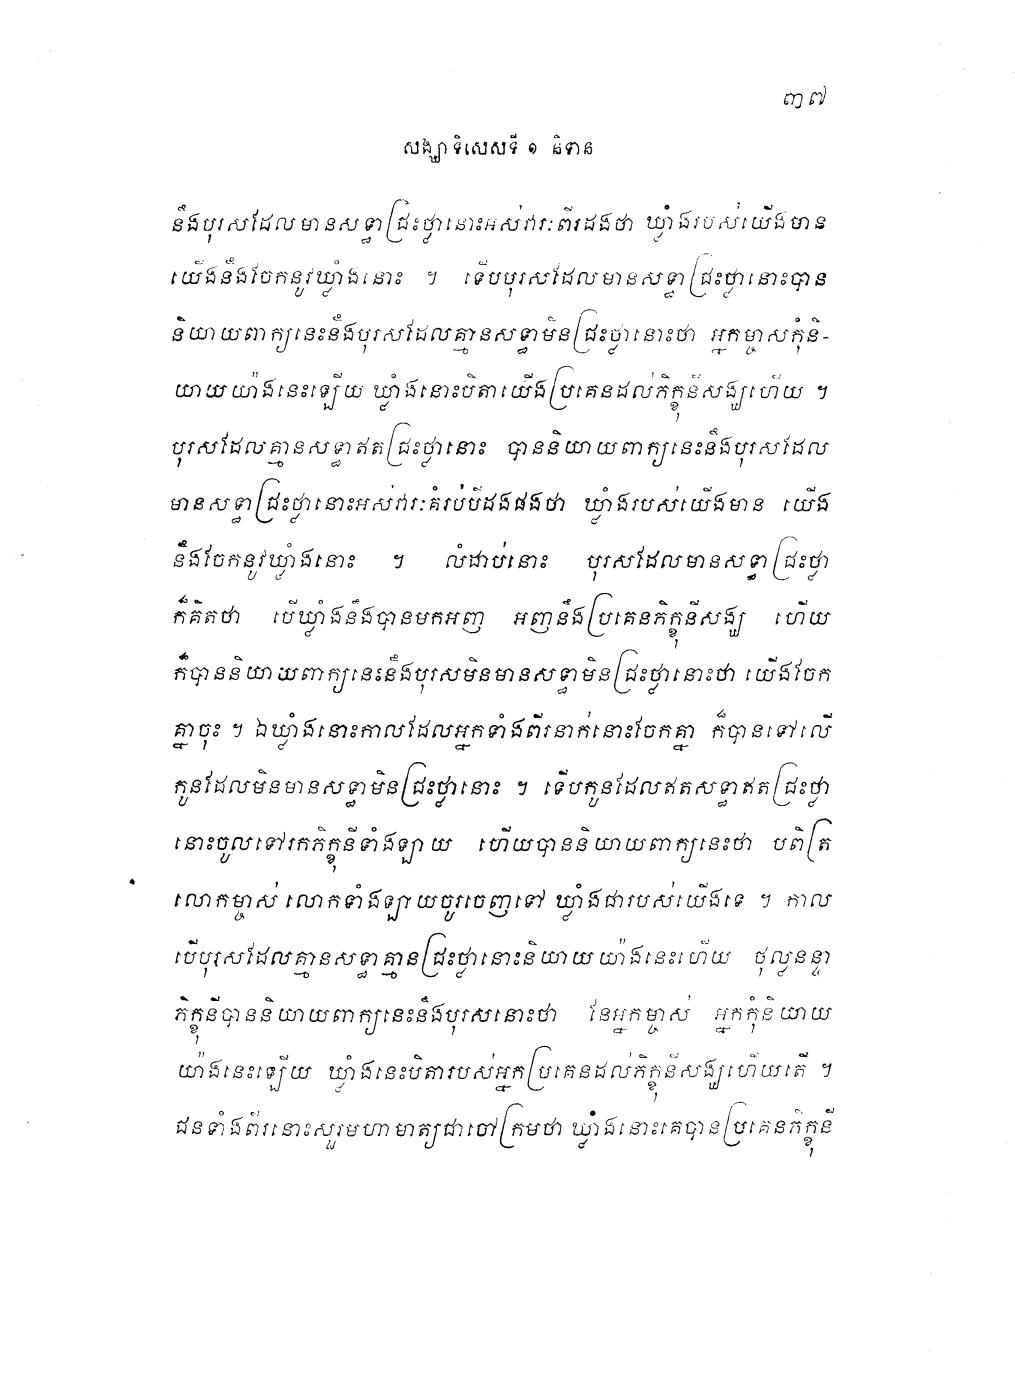 ៣៧
សង្ឃាទិសេសទី ១ និទាន
នឹងបុរសដែលមានសទ្ធាជ្រះថ្លានោះអស់វារៈពីរដងថា ឃ្លាំងរបស់យើងមាន
យើងនឹងចែកនូវឃ្លាំងនោះ ។ ទើបបុរសដែលមានសទ្ធាជ្រះថ្លានោះបាន
និយាយពាក្យនេះនឹងបុរសដែលគ្មានសទ្ធាមិនជ្រះថ្លានោះថា អ្នកម្ចាសកុំនិ-
យាយយ៉ាងនេះឡើយ ឃ្លាំងនោះបិតាយើងប្រគេនដល់ភិក្ខុនីសង្ឃហើយ ។
បុរសដែលគ្មានសទ្ធាឥតជ្រះថ្លានោះ បាននិយាយពាក្យនេះនឹងបុរសដែល
មានសទ្ធាជ្រះថ្លានោះអស់វារៈគំរប់បីដងផងថា ឃ្លាំងរបស់យើងមាន យើង
នឹងចែកនូវឃ្លាំងនោះ ។ លំដាប់នោះ បុរសដែលមានសទ្ធាជ្រះថ្លា
ក៏គិតថា បើឃ្លាំងនឹងបានមកអញ អញនឹងប្រគេនភិក្ខុនីសង្ឃ ហើយ
ក៏បាននិយាយពាក្យនេះនឹងបុរសមិនមានសទ្ធាមិនជ្រះថ្លានោះថា យើងចែក
គ្នាចុះ ។ ឯឃ្លាំងនោះកាលដែលអ្នកទាំងពីរនាក់នោះចែកគ្នា ក៏បានទៅលើ
កូនដែលមិនមានសទ្ធាមិនជ្រះថ្លានោះ ។ ទើបកូនដែលឥតសទ្ធាឥតជ្រះថ្លា
នោះចូលទៅរកភិក្ខុនីទាំងឡាយ ហើយបាននិយាយពាក្យនេះថា បពិត្រ
លោកម្ចាស់ លោកទាំងឡាយចូរចេញទៅ ឃ្លាំងជារបស់យើងទេ ។ កាល
បើបុរសដែលគ្មានសទ្ធាគ្មានជ្រះថ្លានោះនិយាយយ៉ាងនេះហើយ ថុល្លនន្ទា
ភិក្ខុនីបាននិយាយពាក្យនេះនឹងបុរសនោះថា នែអ្នកម្ចាស់ អ្នកកុំនិយាយ
យ៉ាងនេះឡើយ ឃ្លាំងនេះបិតារបស់អ្នកប្រគេនដល់ភិក្ខុនីសង្ឃហើយតើ ។
ជនទាំងពីរនោះសួរមហាមាត្យជាចៅក្រមថា ឃ្លាំងនោះគេបានប្រគេនភិក្ខុនី